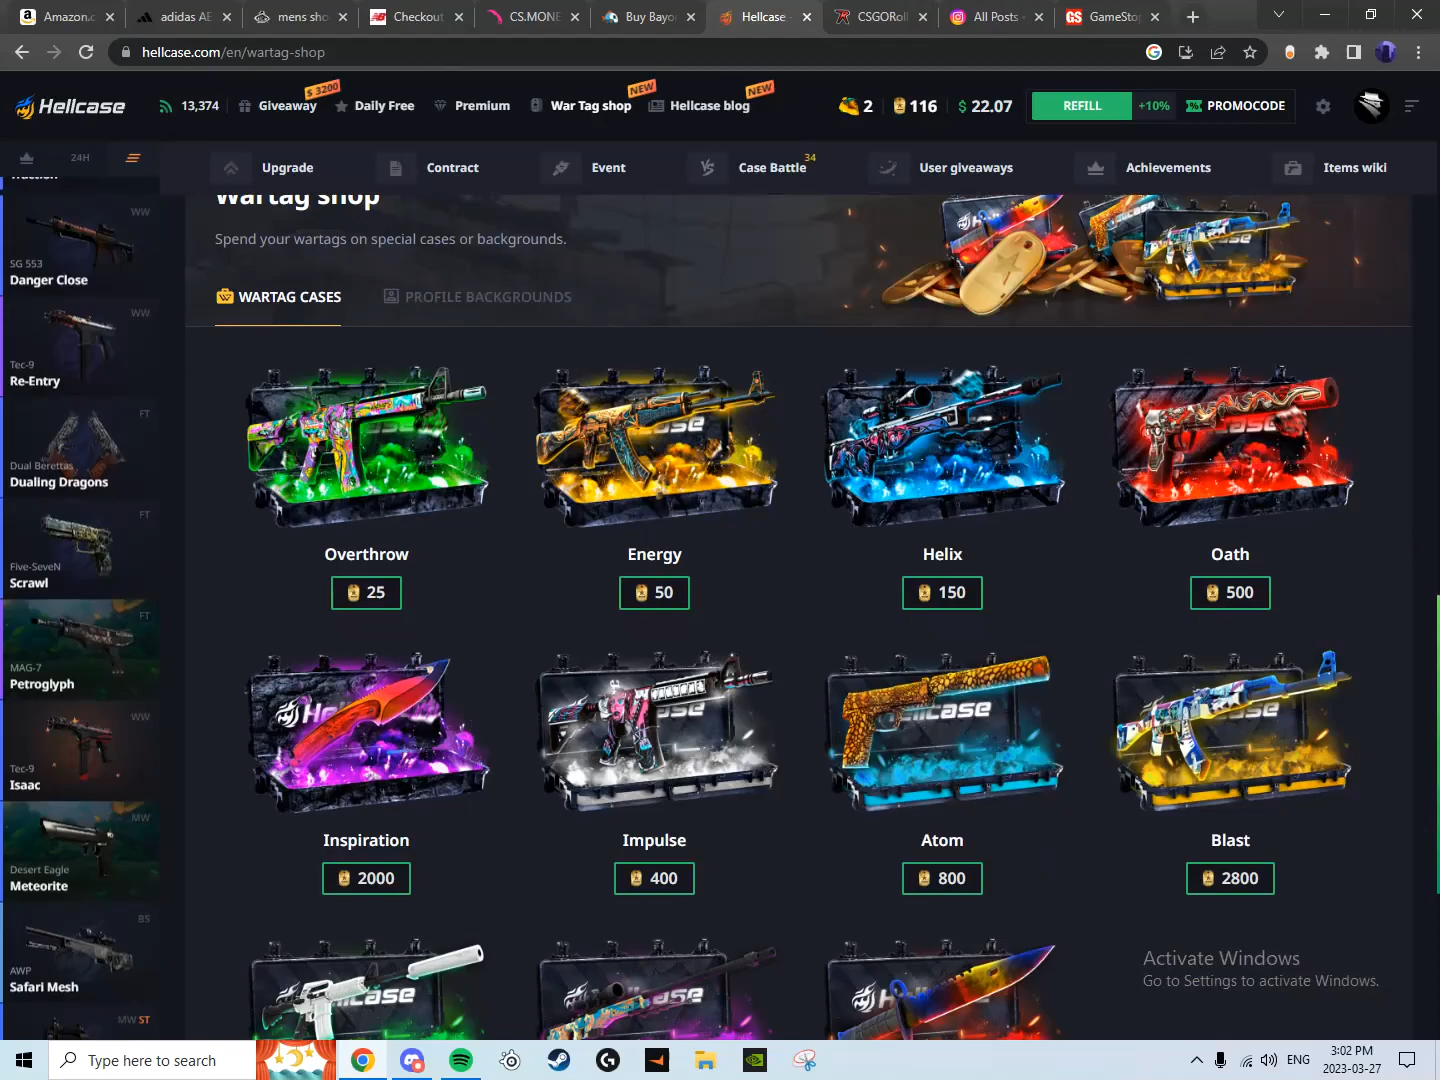 Amazon.c
adidas AE
mens sho
Checkout
CS.MONE
Buy Bayo
Hellcase -
CSGORoll
All Posts
GS GameStop
hellcase.com/en/wartag-shop
HELLCASE
13,374
Giveaway
$ 3200
Daily Free
Premium
War Tag shop
NEW
Hellcase blog
NEW
2
116
$ 22.07
REFILL
+10%
PROMOCODE
24H
Upgrade
Contract
Event
Case Battle
34
User giveaways
Achievements
Items wiki
Wartag shop
Spend your wartags on special cases or backgrounds.
WARTAG CASES
PROFILE BACKGROUNDS
WW
SG 553
Danger Close
WW
Tec-9
Re-Entry
FT
Dual Berettas
Dualing Dragons
FT
Five-SeveN
Scrawl
FT
MAG-7
Petroglyph
WW
Tec-9
Isaac
MW
Desert Eagle
Meteorite
BS
AWP
Safari Mesh
MW ST
Overthrow
25
Energy
50
Helix
150
Oath
500
Inspiration
2000
Impulse
400
Atom
800
Blast
2800
Activate Windows
Go to Settings to activate Windows.
Type here to search
ENG
3:02 PM
2023-03-27